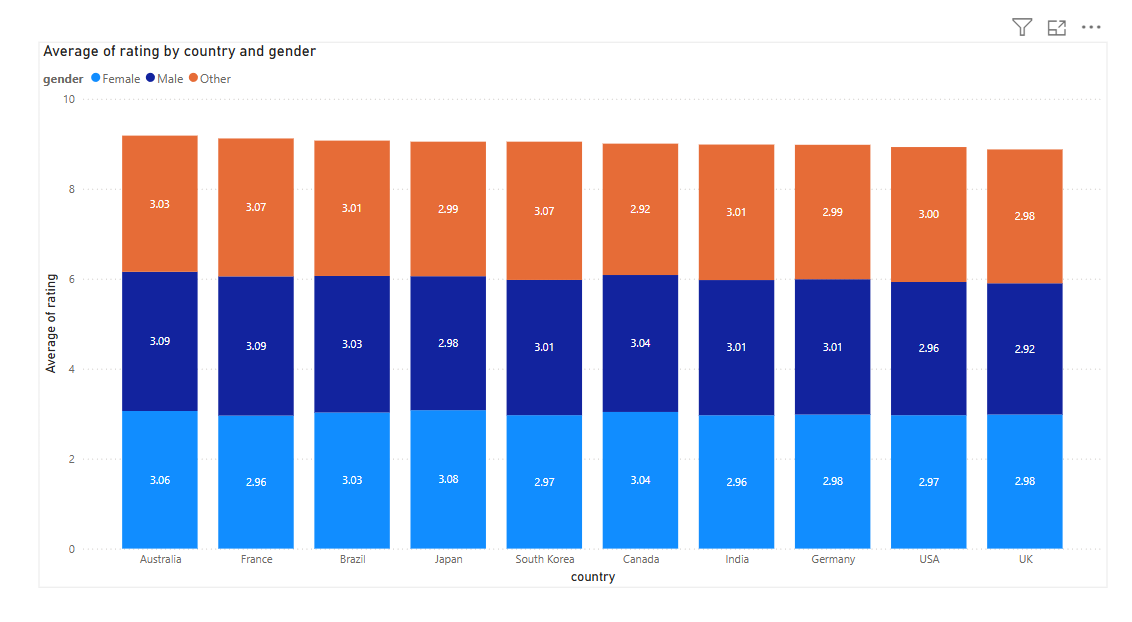 Average of rating by country and gender
gender Female Male Other
10
8
6
4
2
0
Average of rating
3.03 3.07 3.01 2.99 3.07 2.92 3.01 2.99 3.00 2.98
3.09 3.09 3.03 2.98 3.01 3.04 3.01 3.01 2.96 2.92
3.06 2.96 3.03 3.08 2.97 3.04 2.96 2.98 2.97 2.98
Australia France Brazil Japan South Korea Canada India Germany USA UK
country